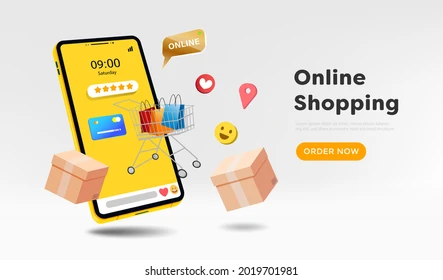 09:00
Saturday
ONLINE
Online
Shopping
ORDER NOW
shutterstock.com · 2019701981